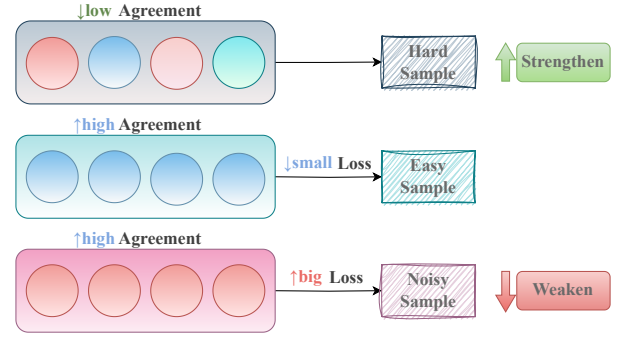 ↓low Agreement
Hard
Sample
Strengthen
↑high Agreement
↓small Loss
Easy
Sample
↑high Agreement
↑big Loss
Noisy
Sample
Weaken